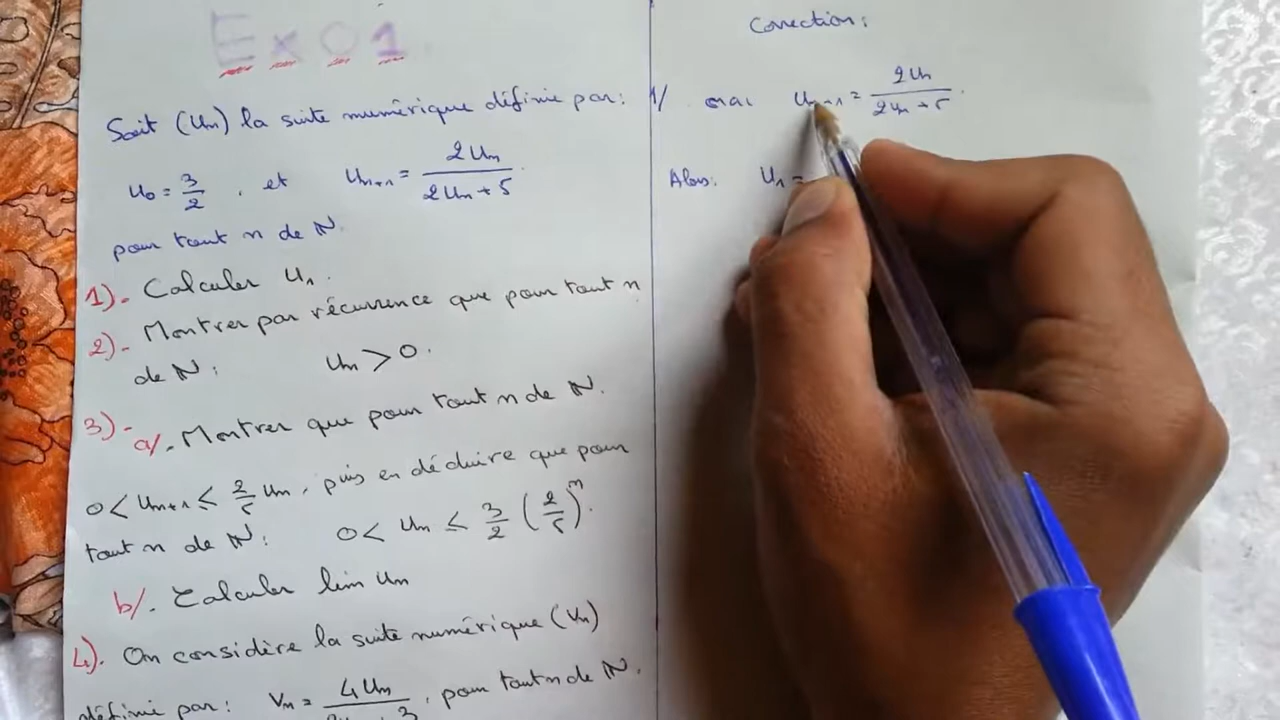 Ex 01
Soit (Un) la suite numérique définie par:
U0 = 3/2 , et Un+1 = 2Un / (2Un + 5)
pour tout n de ℕ.
1)- Calculer U1.
2)- Montrer par récurrence que pour tout n
de ℕ: Un > 0.
3)- a/- Montrer que pour tout n de ℕ.
0 < Un+1 ≤ 2/5 Un, puis en déduire que pour
tout n de ℕ: 0 < Un ≤ 3/2 (2/5)^n.
b/. Calculer lim Un
4). On considère la suite numérique (Vn)
définie par: Vn = 4Un / , pour tout n de ℕ.
Correction:
1/ on a: Un+1 = 2Un / (2Un + 5).
Alors: U1 =